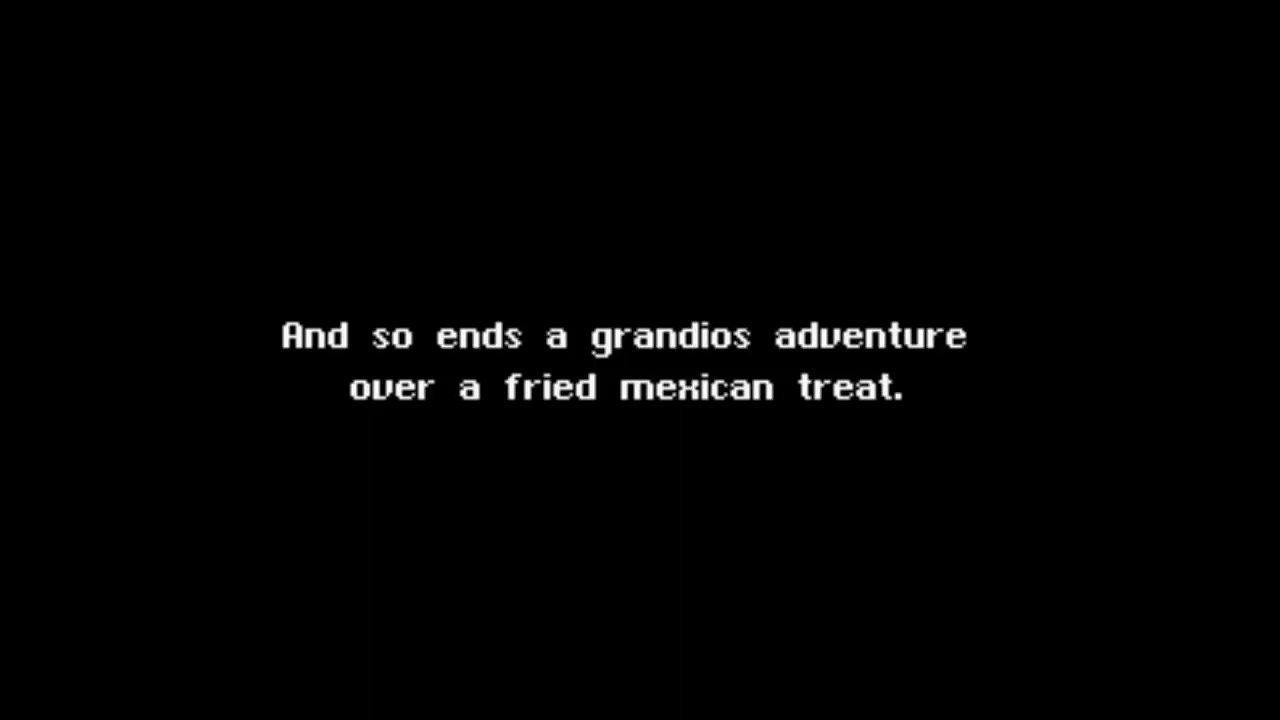 And so ends a grandios adventure
over a fried mexican treat.